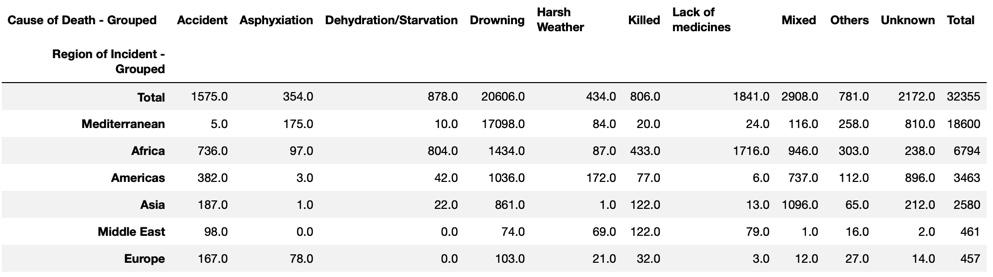 Cause of Death - Grouped Accident Asphyxiation Dehydration/Starvation Drowning Harsh Weather Killed Lack of medicines Mixed Others Unknown Total
Region of Incident - Grouped
Total 1575.0 354.0 878.0 20606.0 434.0 806.0 1841.0 2908.0 781.0 2172.0 32355
Mediterranean 5.0 175.0 10.0 17098.0 84.0 20.0 24.0 116.0 258.0 810.0 18600
Africa 736.0 97.0 804.0 1434.0 87.0 433.0 1716.0 946.0 303.0 238.0 6794
Americas 382.0 3.0 42.0 1036.0 172.0 77.0 6.0 737.0 112.0 896.0 3463
Asia 187.0 1.0 22.0 861.0 1.0 122.0 13.0 1096.0 65.0 212.0 2580
Middle East 98.0 0.0 0.0 74.0 69.0 122.0 79.0 1.0 16.0 2.0 461
Europe 167.0 78.0 0.0 103.0 21.0 32.0 3.0 12.0 27.0 14.0 457